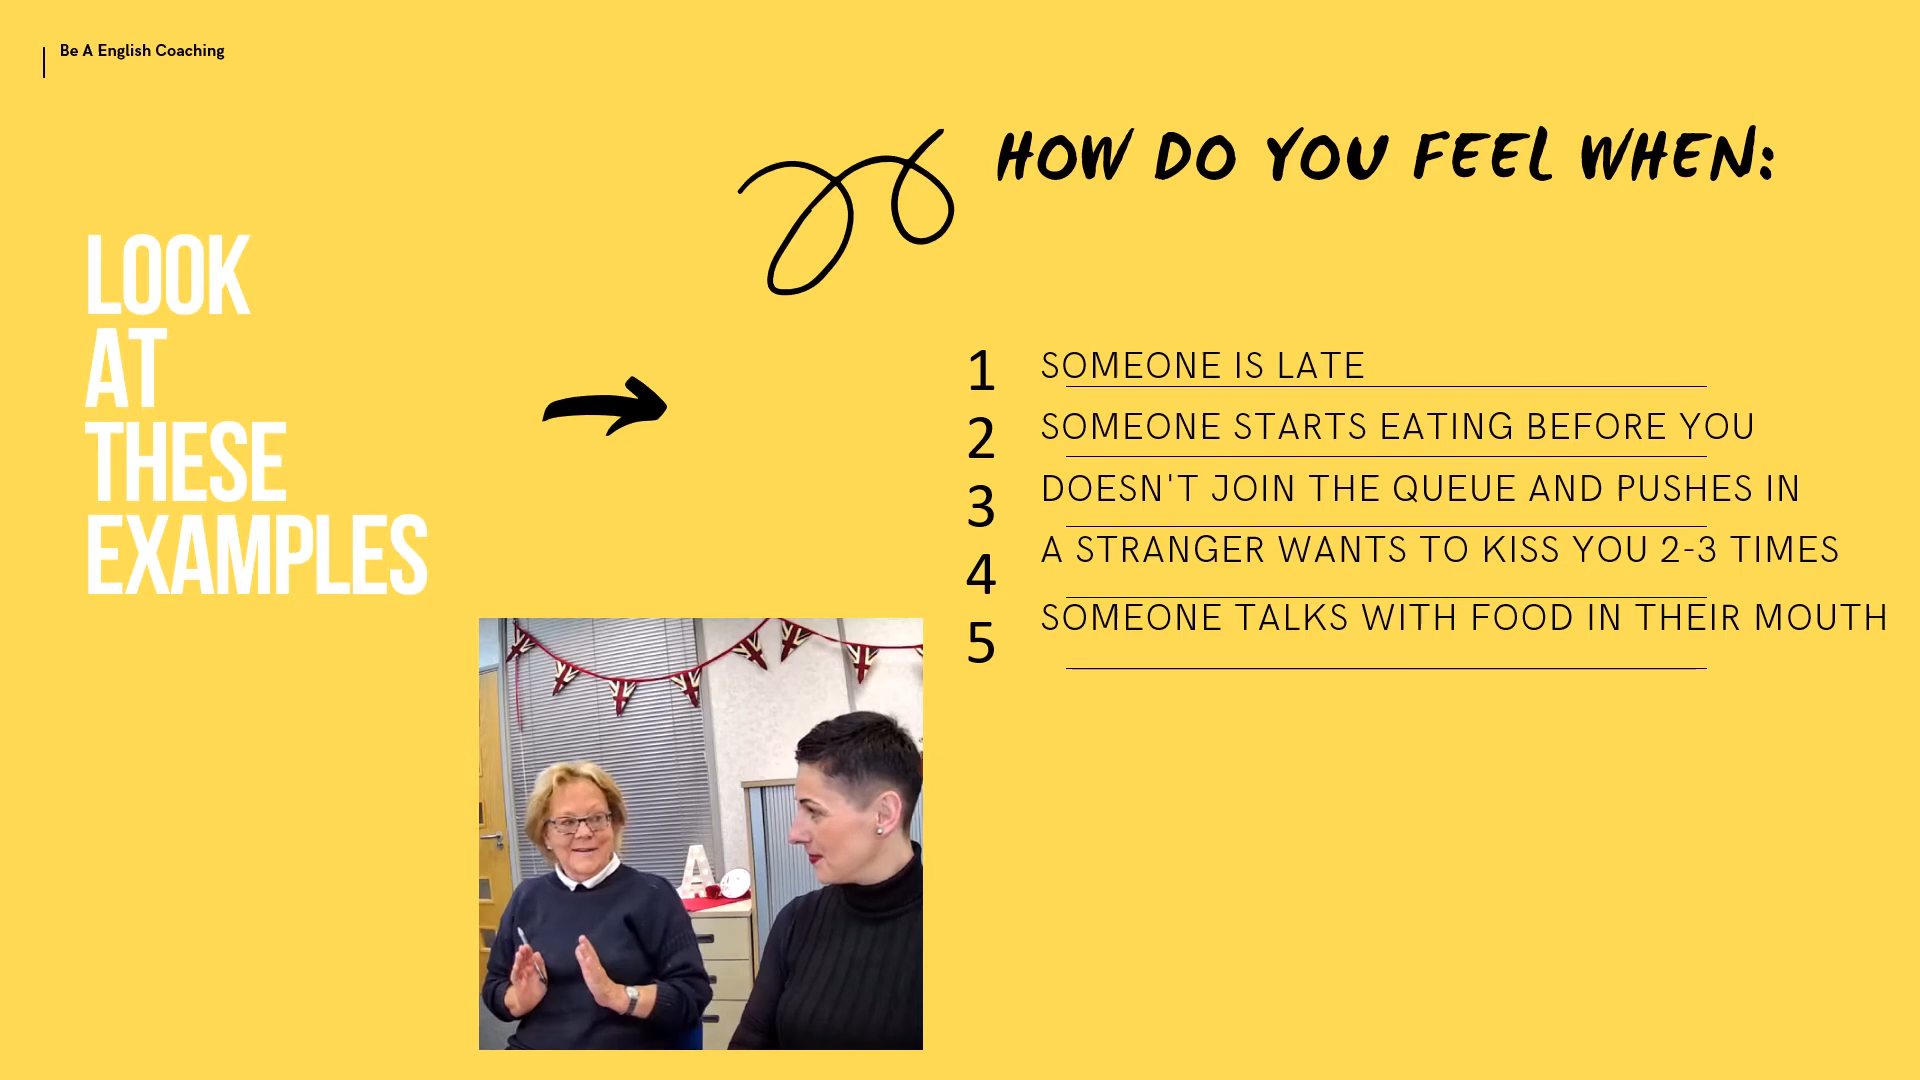 Be A English Coaching
HOW DO YOU FEEL WHEN:
LOOK
AT
THESE
EXAMPLES
1 SOMEONE IS LATE
2 SOMEONE STARTS EATING BEFORE YOU
3 DOESN'T JOIN THE QUEUE AND PUSHES IN
4 A STRANGER WANTS TO KISS YOU 2-3 TIMES
5 SOMEONE TALKS WITH FOOD IN THEIR MOUTH
A